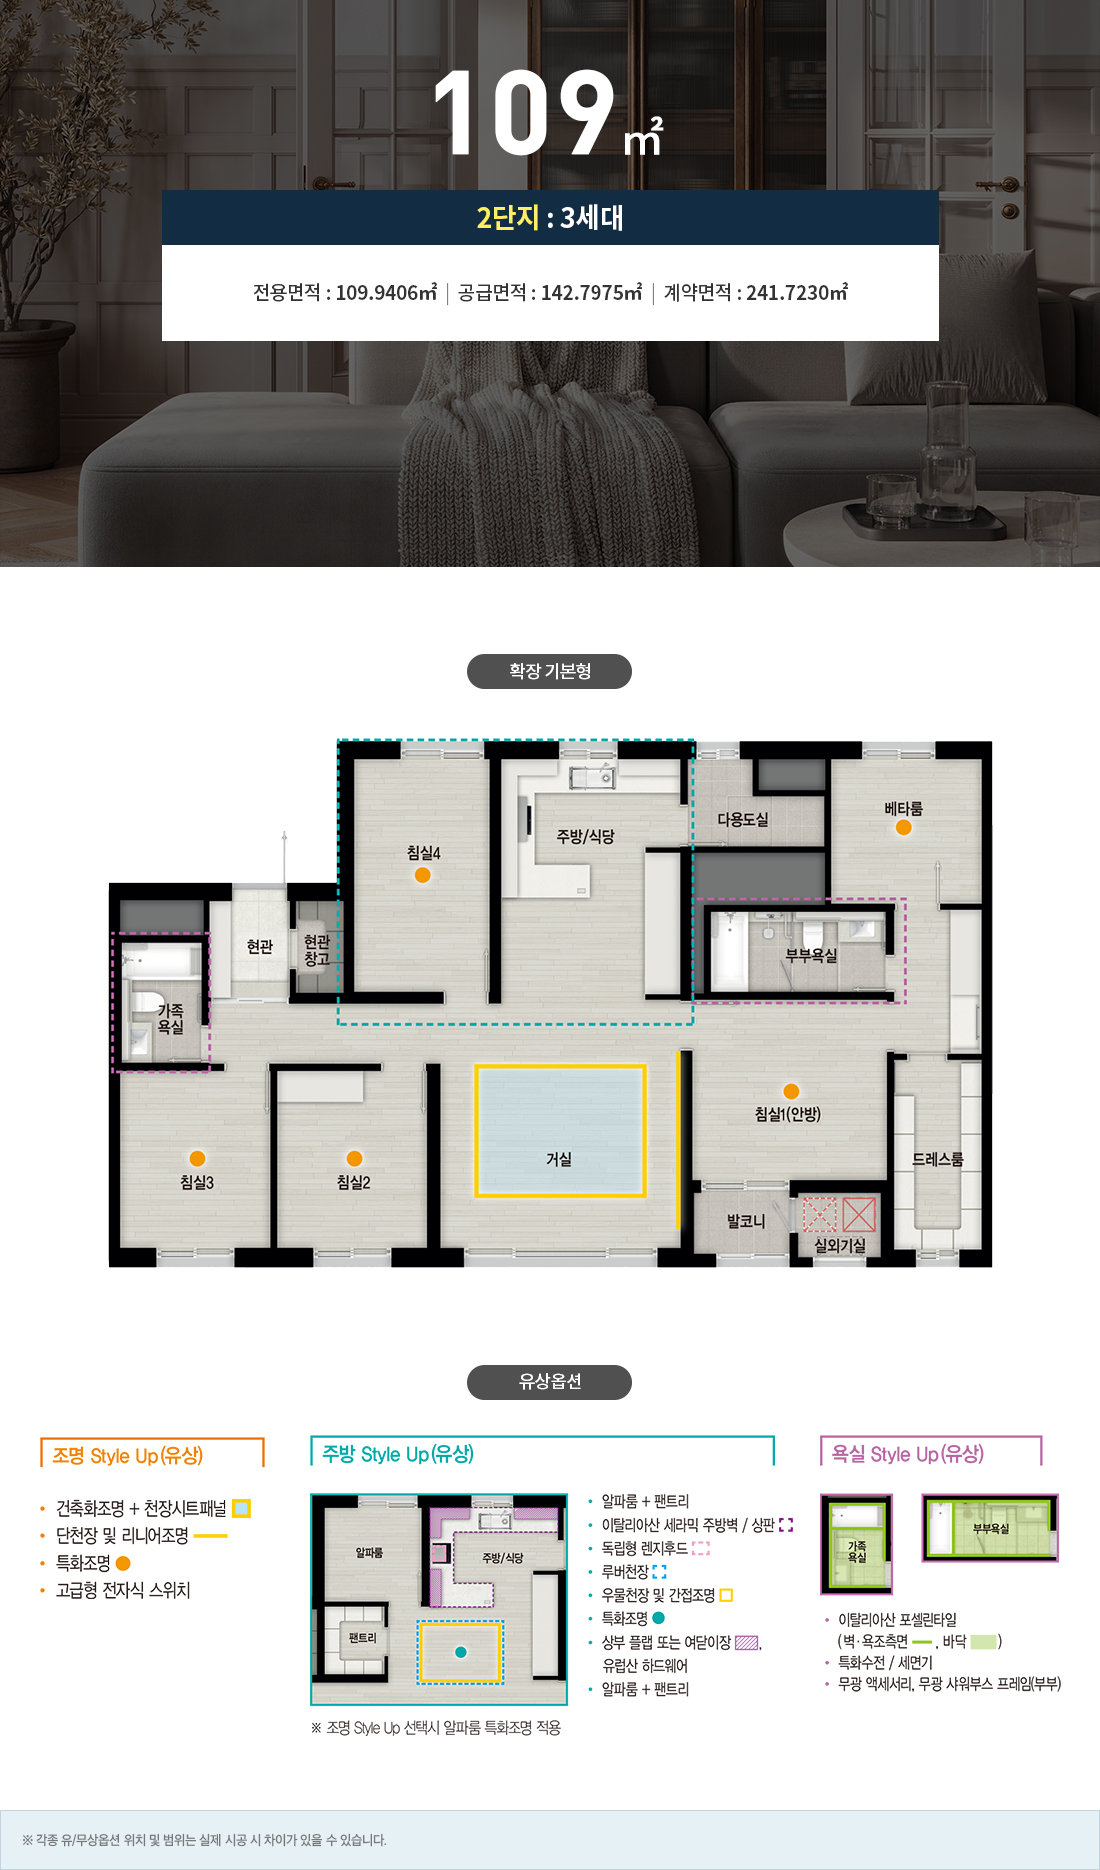 109㎡
2단지 : 3세대
전용면적 : 109.9406㎡ | 공급면적 : 142.7975㎡ | 계약면적 : 241.7230㎡
확장 기본형
침실4
주방/식당
다용도실
베타룸
현관
현관
창고
부부욕실
가족
욕실
침실1(안방)
침실3
침실2
거실
드레스룸
발코니
실외기실
유상옵션
조명 Style Up(유상)
• 건축화조명 + 천장시트패널
• 단천장 및 리니어조명
• 특화조명
• 고급형 전자식 스위치
주방 Style Up(유상)
알파룸
주방/식당
팬트리
※ 조명 Style Up 선택시 알파룸 특화조명 적용
• 알파룸 + 팬트리
• 이탈리아산 세라믹 주방벽 / 상판
• 독립형 렌지후드
• 루버천장
• 우물천장 및 간접조명
• 특화조명
• 상부 플랩 또는 여닫이장 ,
유럽산 하드웨어
• 알파룸 + 팬트리
욕실 Style Up(유상)
가족
욕실
부부욕실
• 이탈리아산 포셀린타일
( 벽 · 욕조측면 , 바닥 )
• 특화수전 / 세면기
• 무광 액세서리, 무광 샤워부스 프레임(부부)
※ 각종 유/무상옵션 위치 및 범위는 실제 시공 시 차이가 있을 수 있습니다.